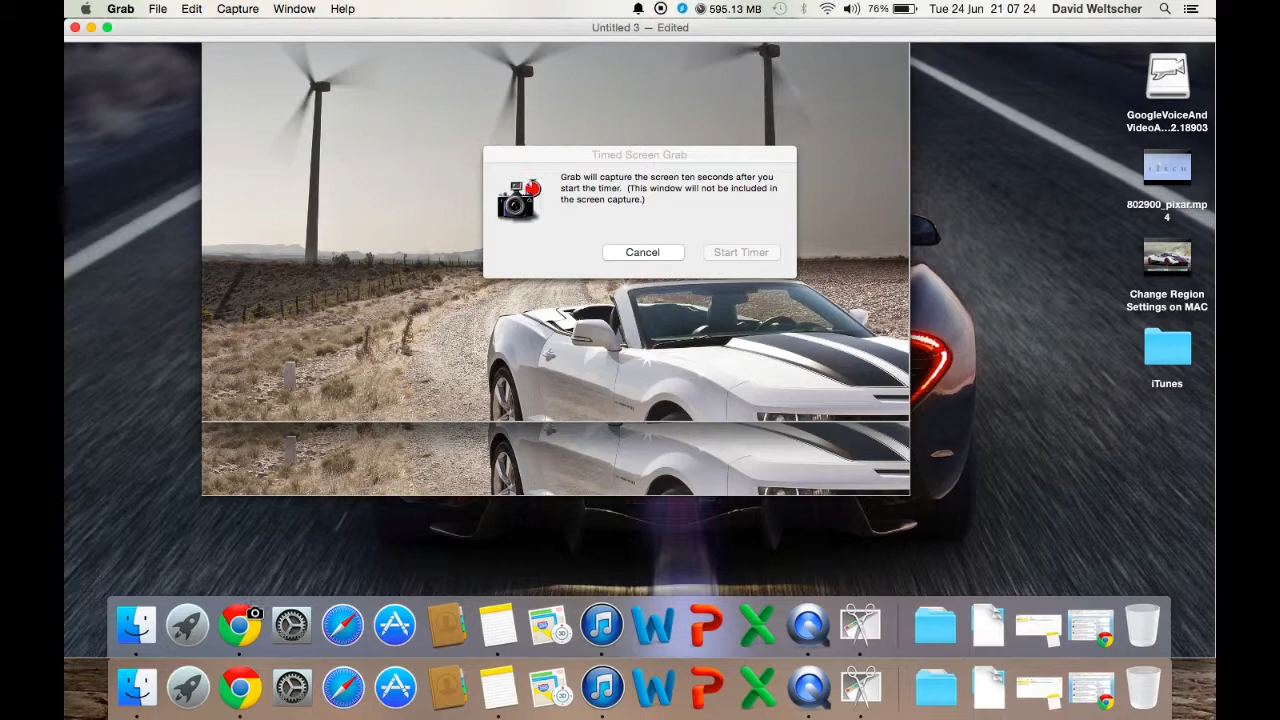 Grab File Edit Capture Window Help 595.13 MB 76% Tue 24 Jun 21 07 24 David Weltscher
Untitled 3 — Edited
Timed Screen Grab
Grab will capture the screen ten seconds after you
start the timer. (This window will not be included in
the screen capture.)
Cancel Start Timer
GoogleVoiceAnd
VideoA...2.18903
802900_pixar.mp
4
Change Region
Settings on MAC
iTunes